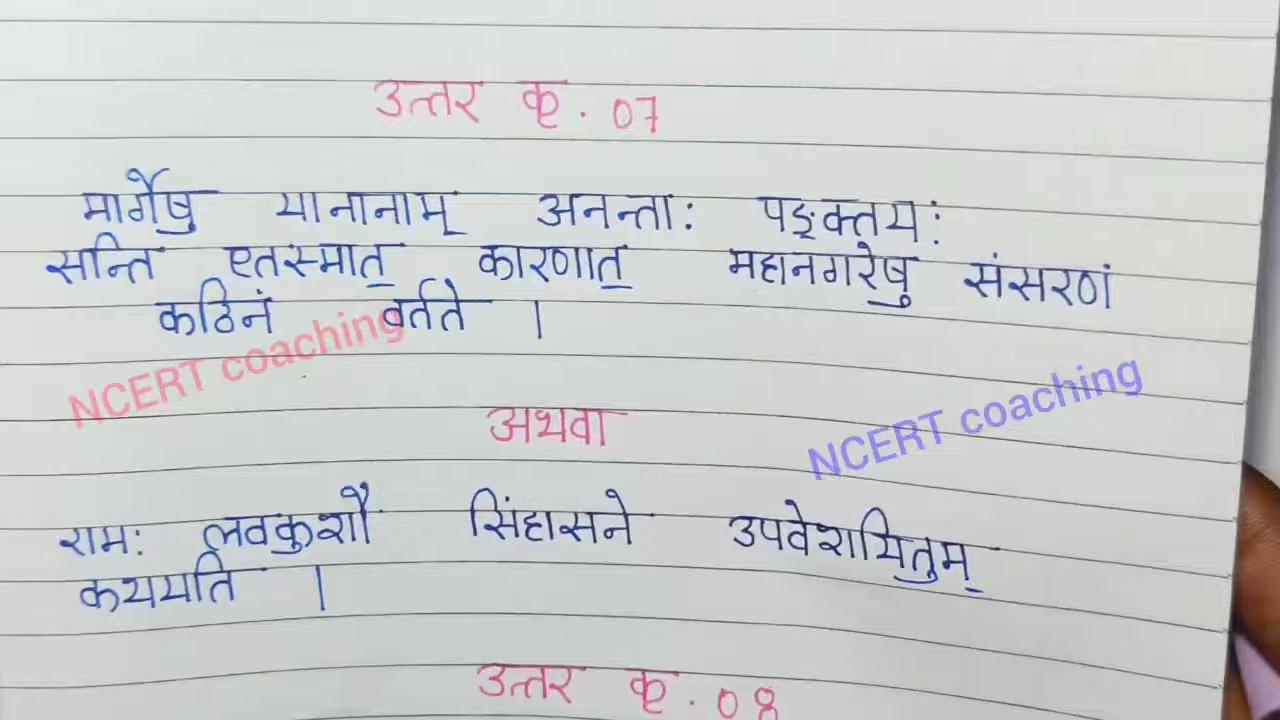 उत्तर कृ. 07
मार्गेषु यानानाम् अनन्ताः पङ्क्तयः
सन्ति एतस्मात् कारणात् महानगरेषु संसरणं
कठिनं वर्तते ।
NCERT coaching
NCERT coaching
अथवा
रामः लवकुशौ सिंहासने उपवेशयितुम्
कथयति ।
उत्तर कृ. 08